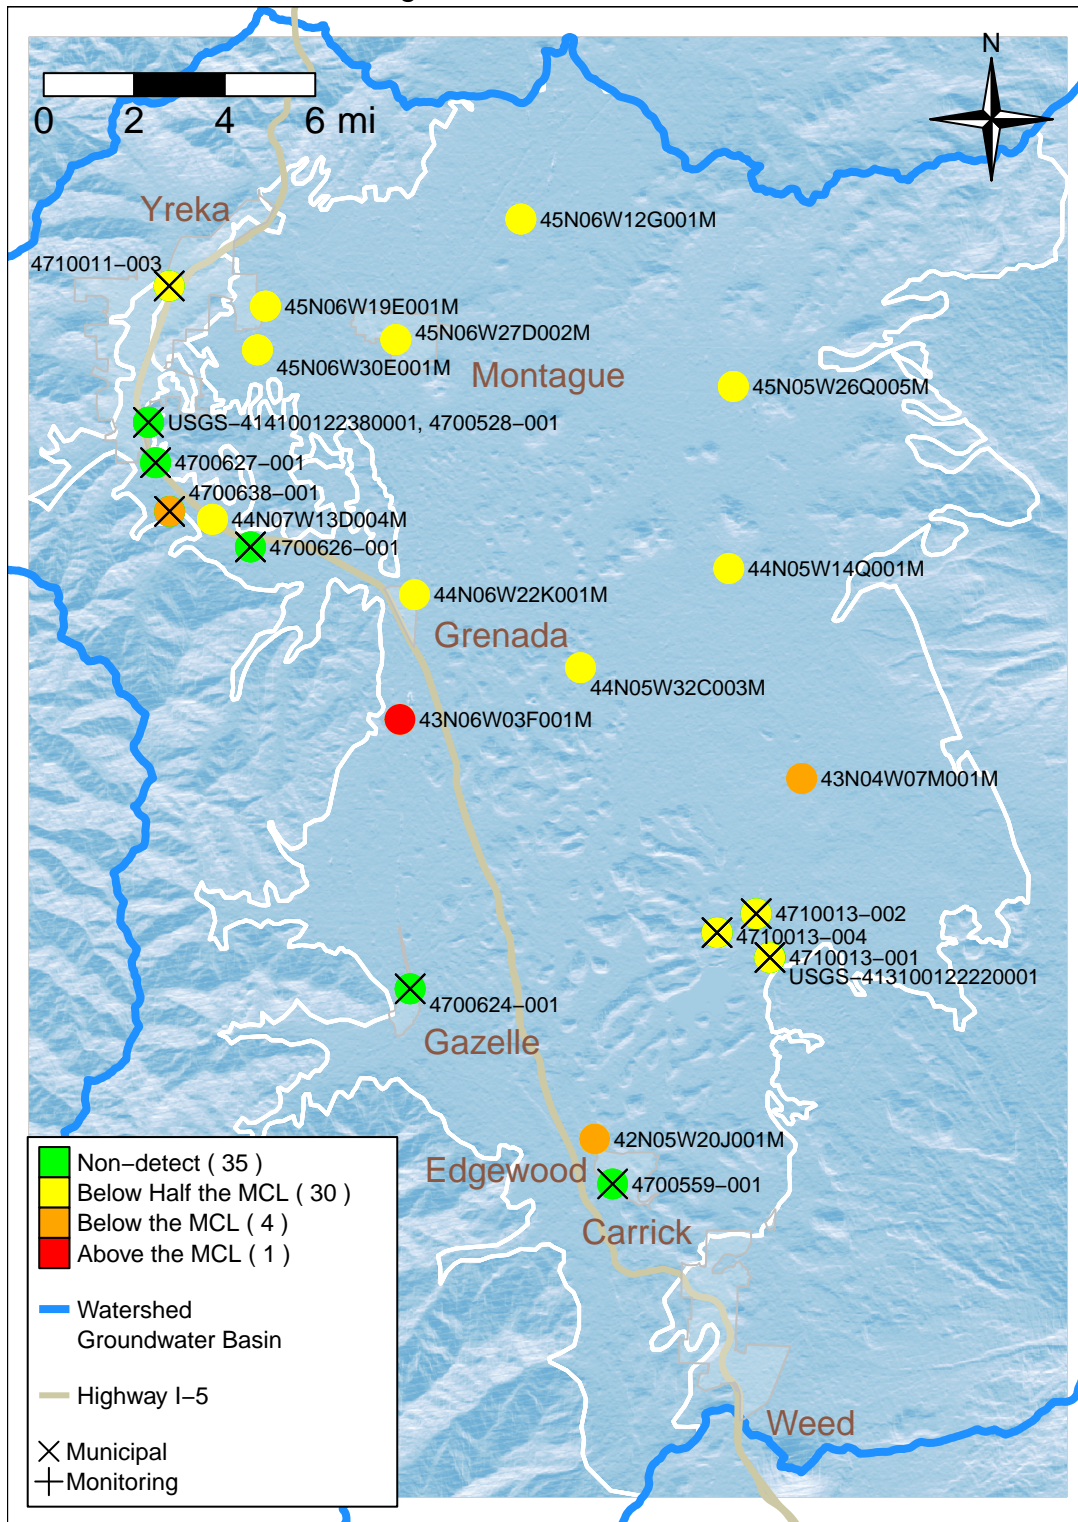 N
0 2 4 6 mi
Yreka
45N06W12G001M
4710011−003
45N06W19E001M
45N06W27D002M
45N06W30E001M
Montague
45N05W26Q005M
USGS−414100122380001, 4700528−001
4700627−001
4700638−001
44N07W13D004M
4700626−001
44N05W14Q001M
44N06W22K001M
Grenada
44N05W32C003M
43N06W03F001M
43N04W07M001M
4710013−002
4710013−004
4710013−001
USGS−413100122220001
4700624−001
Gazelle
42N05W20J001M
Edgewood
4700559−001
Carrick
Weed
Non−detect ( 35 )
Below Half the MCL ( 30 )
Below the MCL ( 4 )
Above the MCL ( 1 )
Watershed
Groundwater Basin
Highway I−5
Municipal
Monitoring